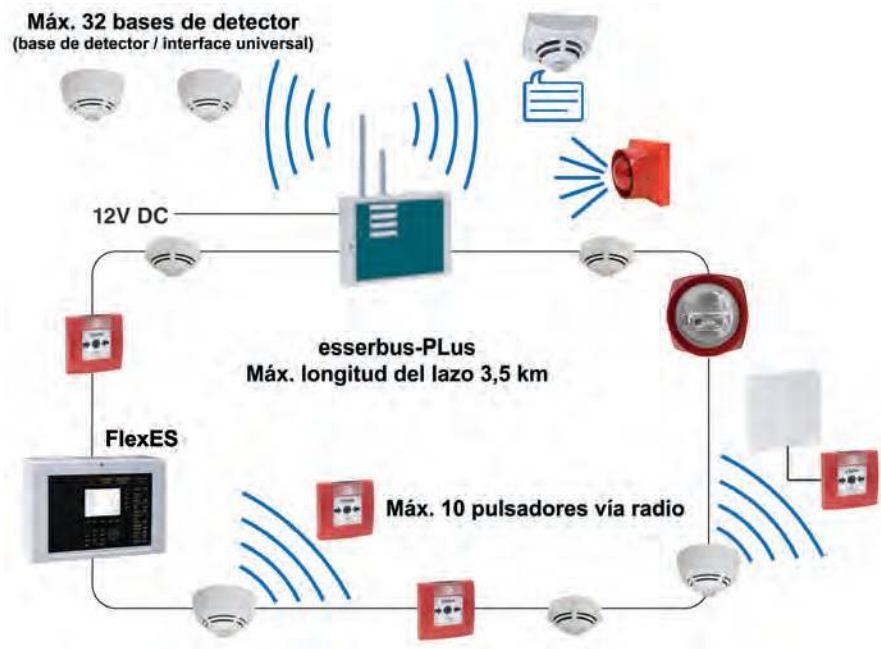 Máx. 32 bases de detector
(base de detector / interface universal)
12V DC
esserbus-PLus
Máx. longitud del lazo 3,5 km
FlexES
Máx. 10 pulsadores vía radio